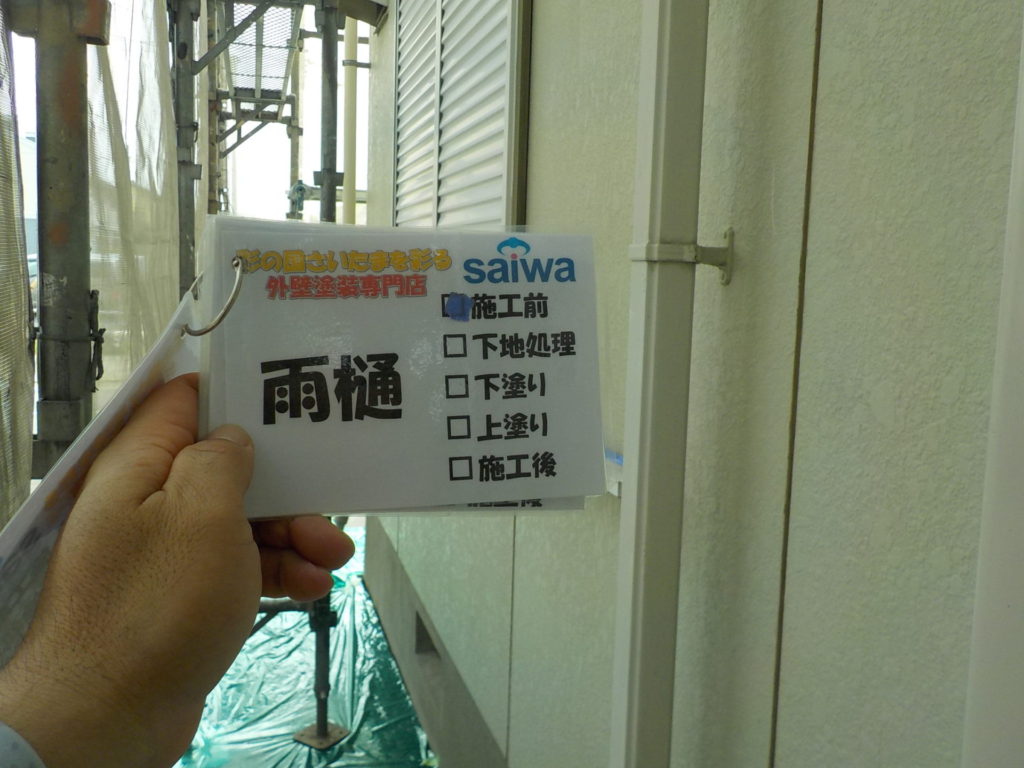 彩の国さいたまを彩る
外壁塗装専門店
saiwa
雨樋
施工前
□下地処理
□下塗り
□上塗り
□施工後